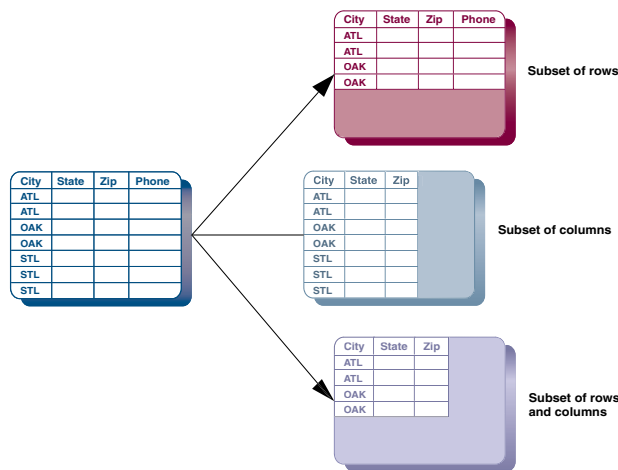 City State Zip Phone
ATL
ATL
OAK
OAK
STL
STL
STL
City State Zip Phone
ATL
ATL
OAK
OAK
Subset of rows
City State Zip
ATL
ATL
OAK
OAK
STL
STL
STL
Subset of columns
City State Zip
ATL
ATL
OAK
OAK
Subset of rows
and columns